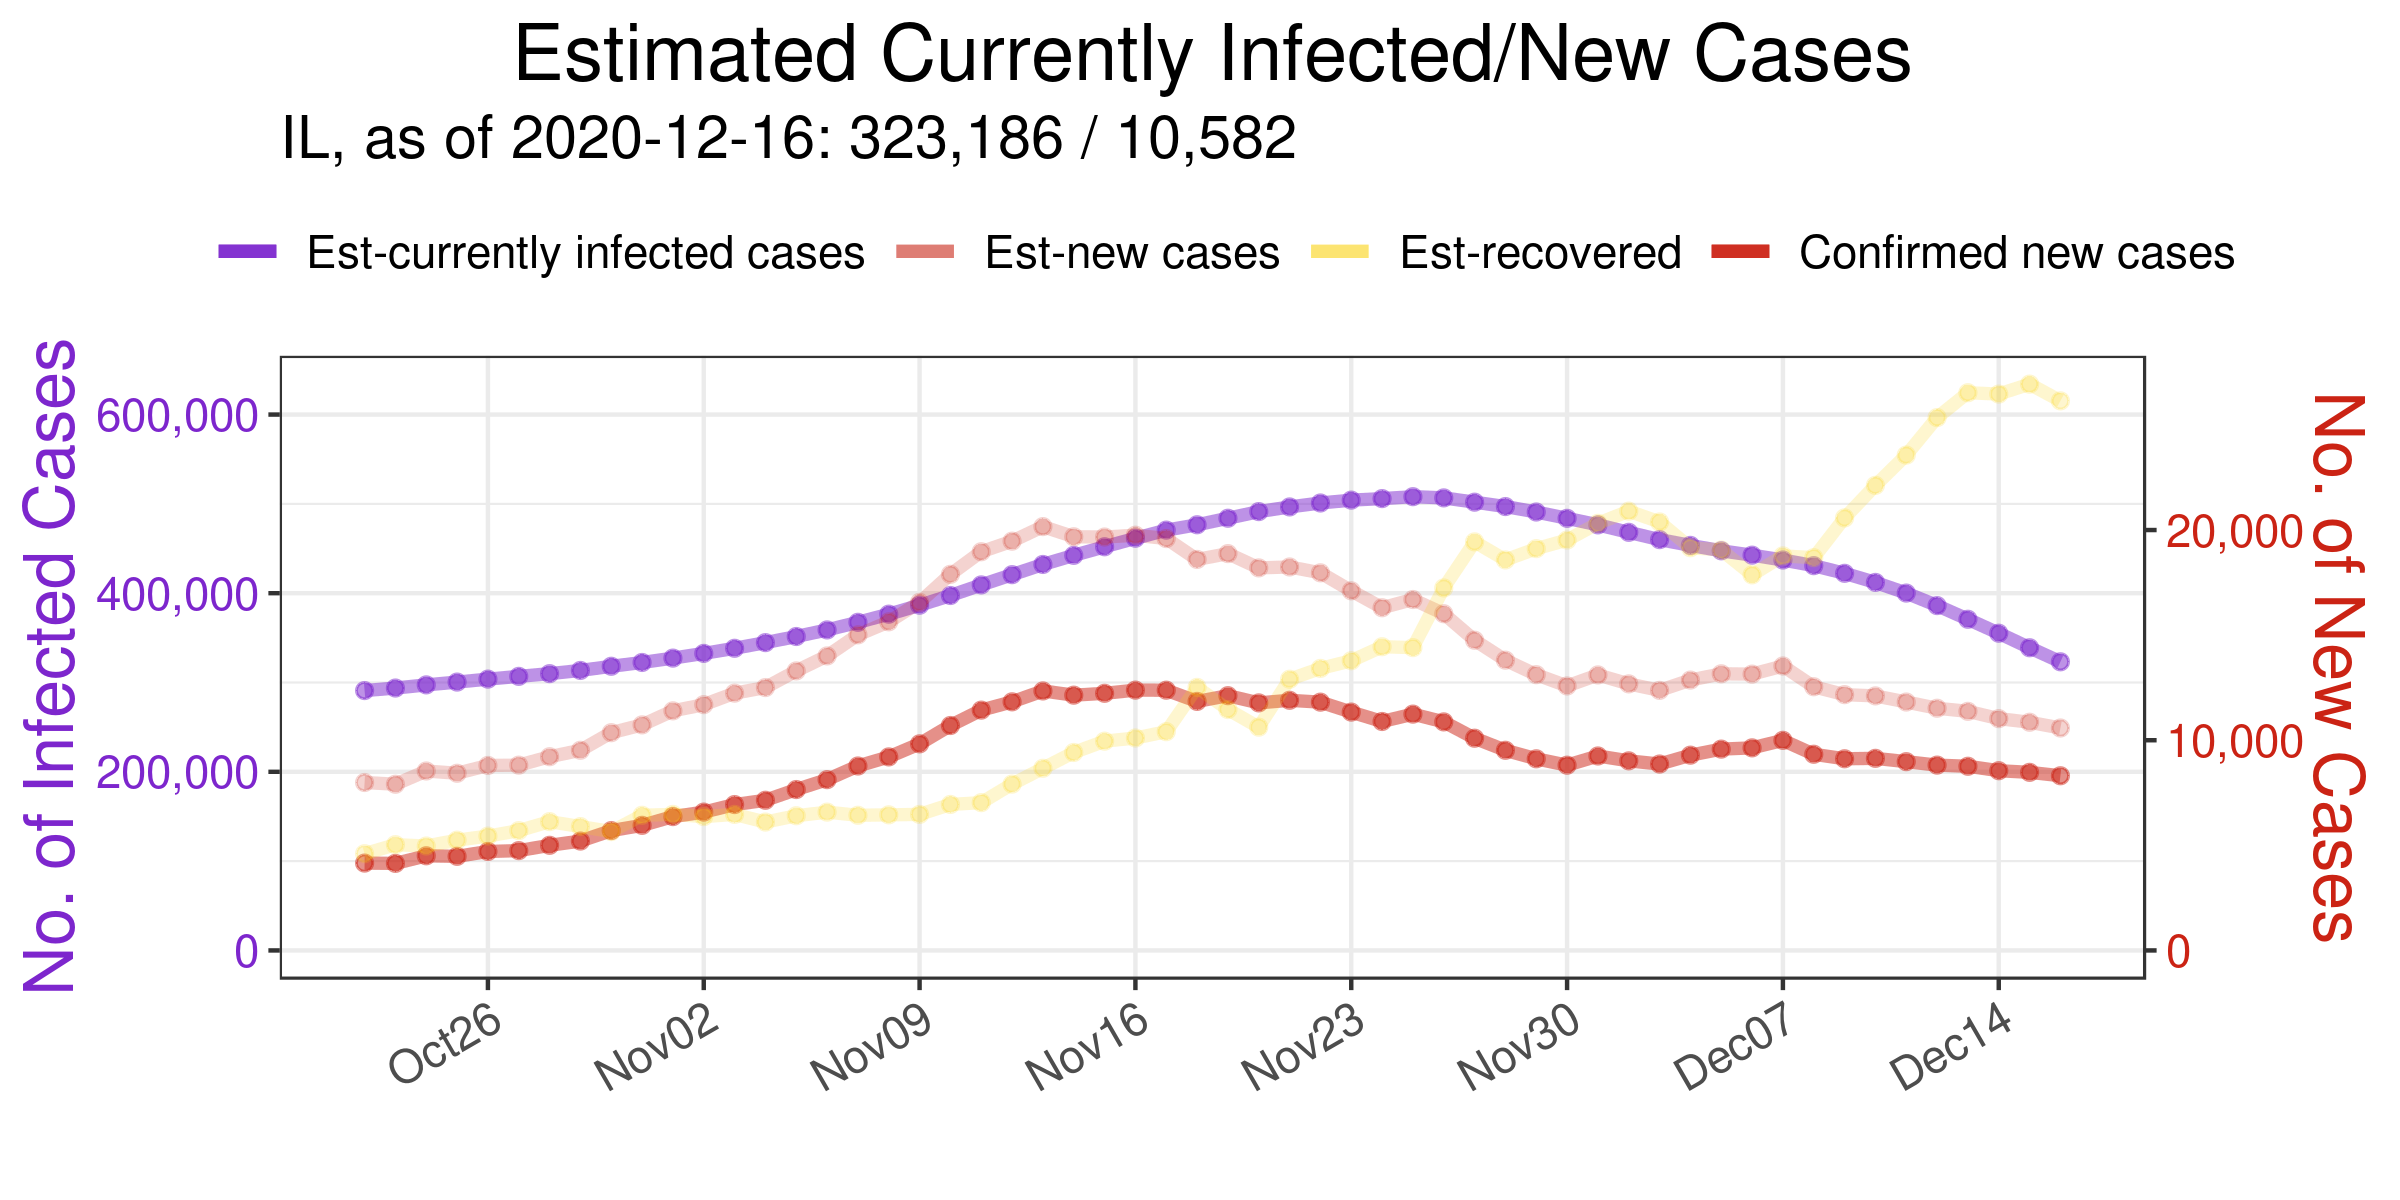 Estimated Currently Infected/New Cases
IL, as of 2020-12-16: 323,186 / 10,582
Est-currently infected cases
Est-new cases
Est-recovered
Confirmed new cases
No. of Infected Cases
600,000
400,000
200,000
0
20,000
10,000
0
No. of New Cases
Oct26
Nov02
Nov09
Nov16
Nov23
Nov30
Dec07
Dec14